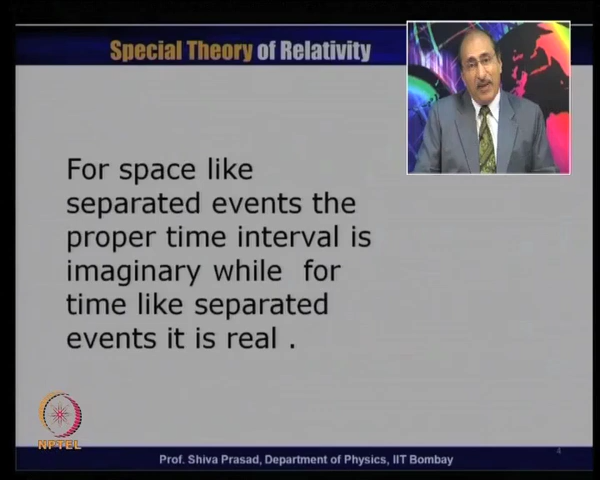 Special Theory of Relativity
For space like
separated events the
proper time interval is
imaginary while for
time like separated
events it is real .
NPTEL
Prof. Shiva Prasad, Department of Physics, IIT Bombay
4